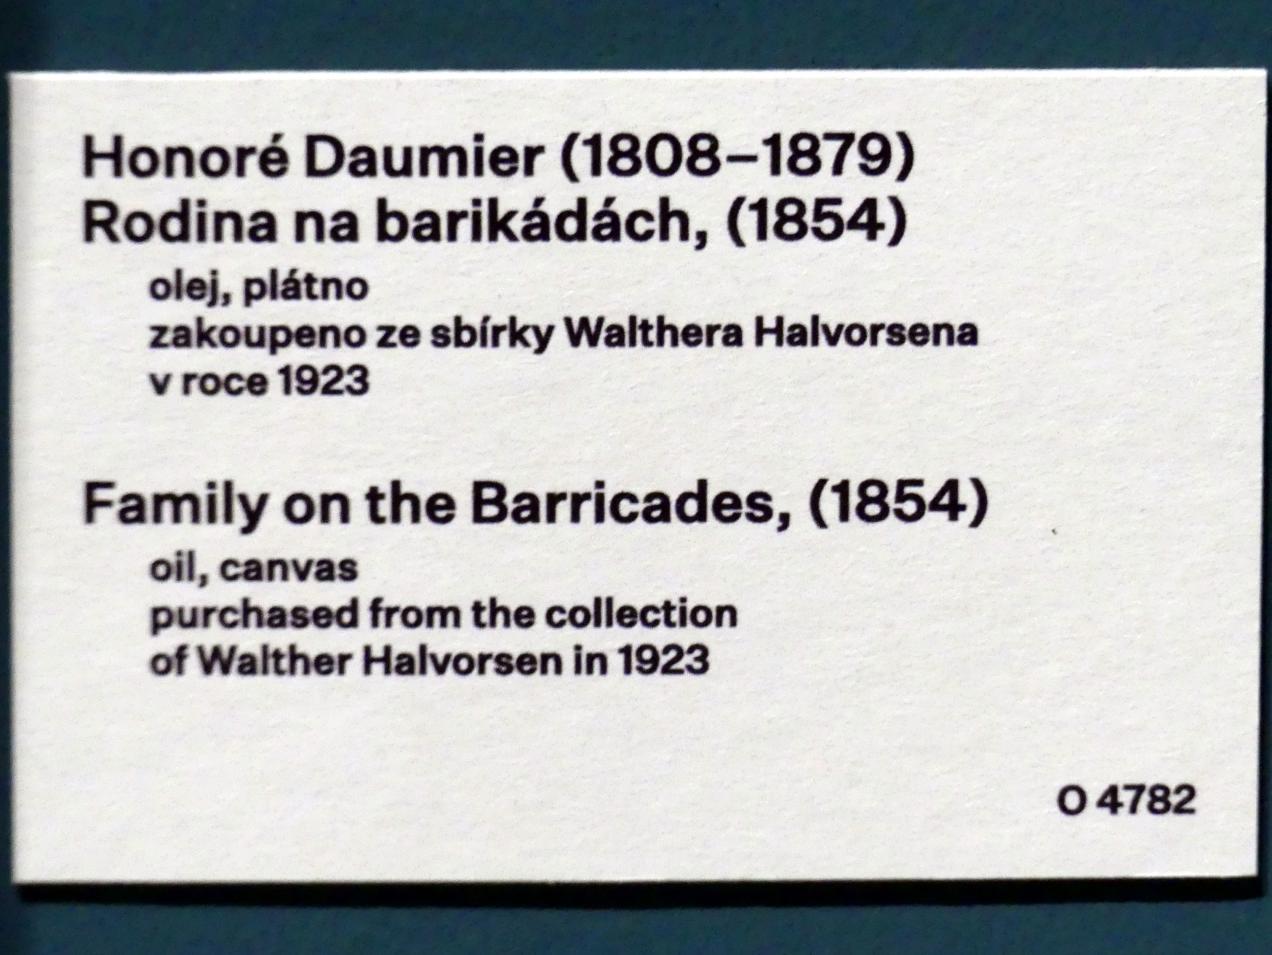 Honoré Daumier (1808–1879)
Rodina na barikádách, (1854)
olej, plátno
zakoupeno ze sbírky Walthera Halvorsena
v roce 1923
Family on the Barricades, (1854)
oil, canvas
purchased from the collection
of Walther Halvorsen in 1923
O 4782